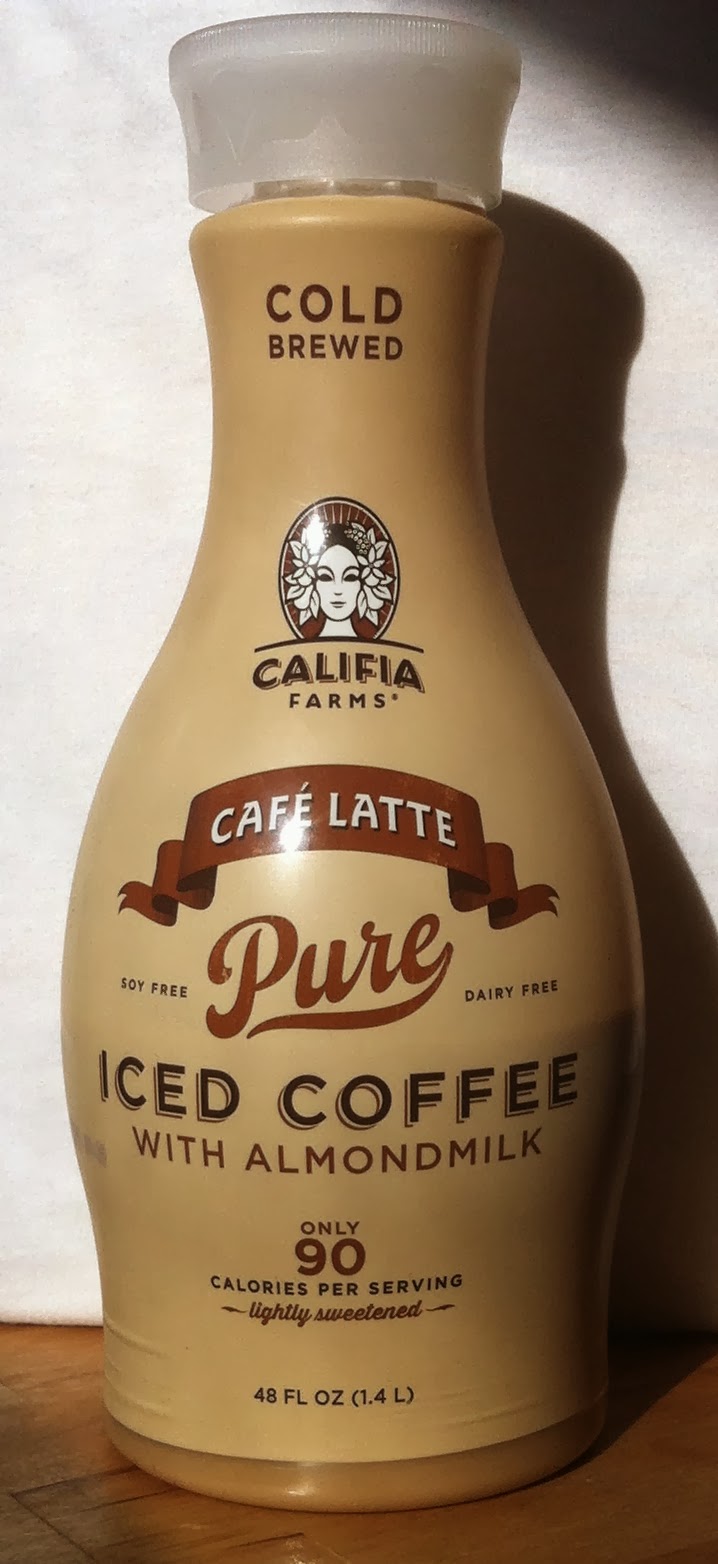 COLD
BREWED
CALIFIA
FARMS®
CAFÉ LATTE
Pure
SOY FREE
DAIRY FREE
ICED COFFEE
WITH ALMONDMILK
ONLY
90
CALORIES PER SERVING
lightly sweetened
48 FL OZ (1.4 L)